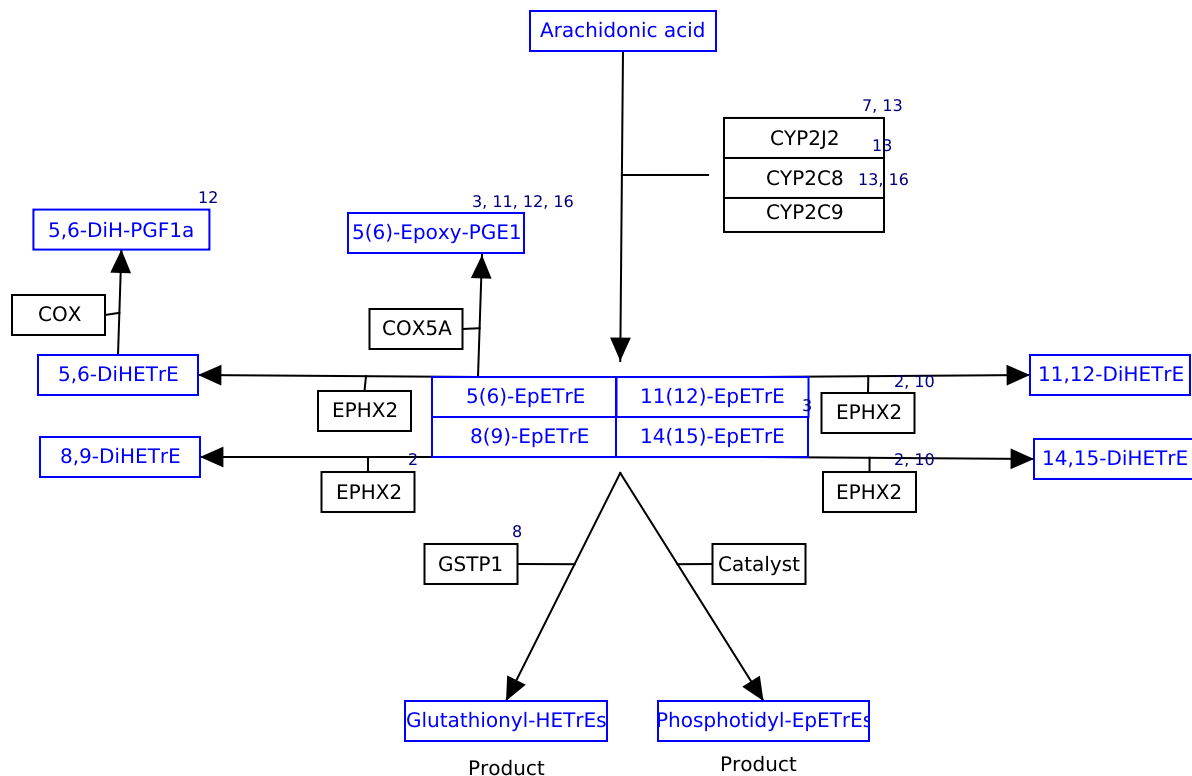 Arachidonic acid
7, 13
CYP2J2
13
CYP2C8
13, 16
CYP2C9
12
5,6-DiH-PGF1a
3, 11, 12, 16
5(6)-Epoxy-PGE1
COX
COX5A
5,6-DiHETrE
11,12-DiHETrE
EPHX2
5(6)-EpETrE
11(12)-EpETrE
3
2, 10
EPHX2
8,9-DiHETrE
8(9)-EpETrE
14(15)-EpETrE
14,15-DiHETrE
2
EPHX2
2, 10
EPHX2
8
GSTP1
Catalyst
Glutathionyl-HETrEs
Phosphotidyl-EpETrEs
Product
Product